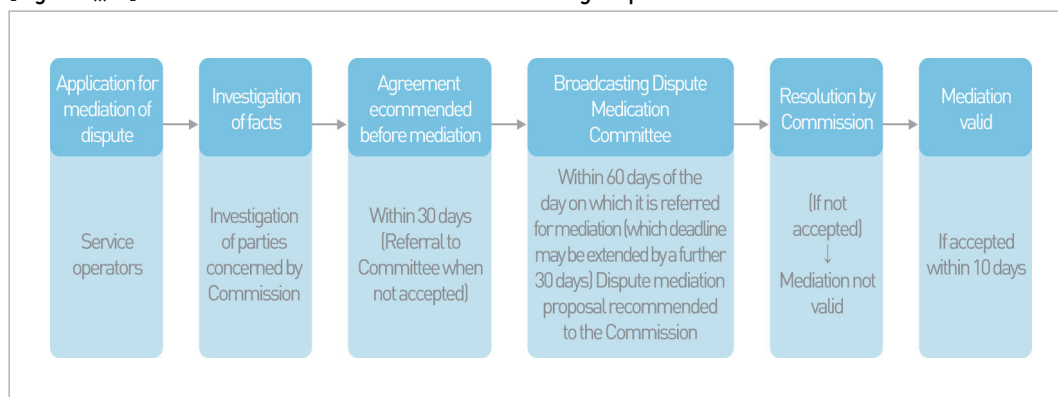 Application for
mediation of
dispute
Service
operators
Investigation
of facts
Investigation
of parties
concerned by
Commission
Agreement
ecommended
before mediation
Within 30 days
(Referral to
Committee when
not accepted)
Broadcasting Dispute
Medication
Committee
Within 60 days of the
day on which it is referred
for mediation (which deadline
may be extended by a further
30 days) Dispute mediation
proposal recommended
to the Commission
Resolution by
Commission
(If not
accepted)
↓
Mediation not
valid
Mediation
valid
If accepted
within 10 days